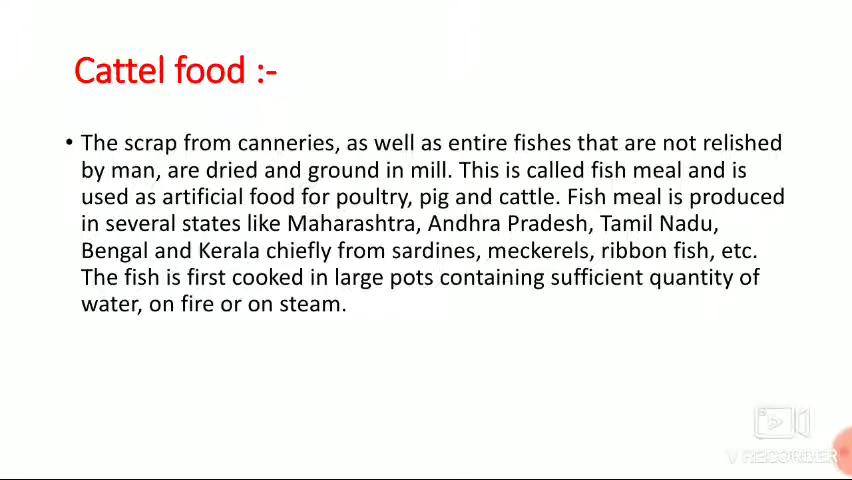 Cattel food :-
• The scrap from canneries, as well as entire fishes that are not relished
by man, are dried and ground in mill. This is called fish meal and is
used as artificial food for poultry, pig and cattle. Fish meal is produced
in several states like Maharashtra, Andhra Pradesh, Tamil Nadu,
Bengal and Kerala chiefly from sardines, meckerels, ribbon fish, etc.
The fish is first cooked in large pots containing sufficient quantity of
water, on fire or on steam.
V RECORDER